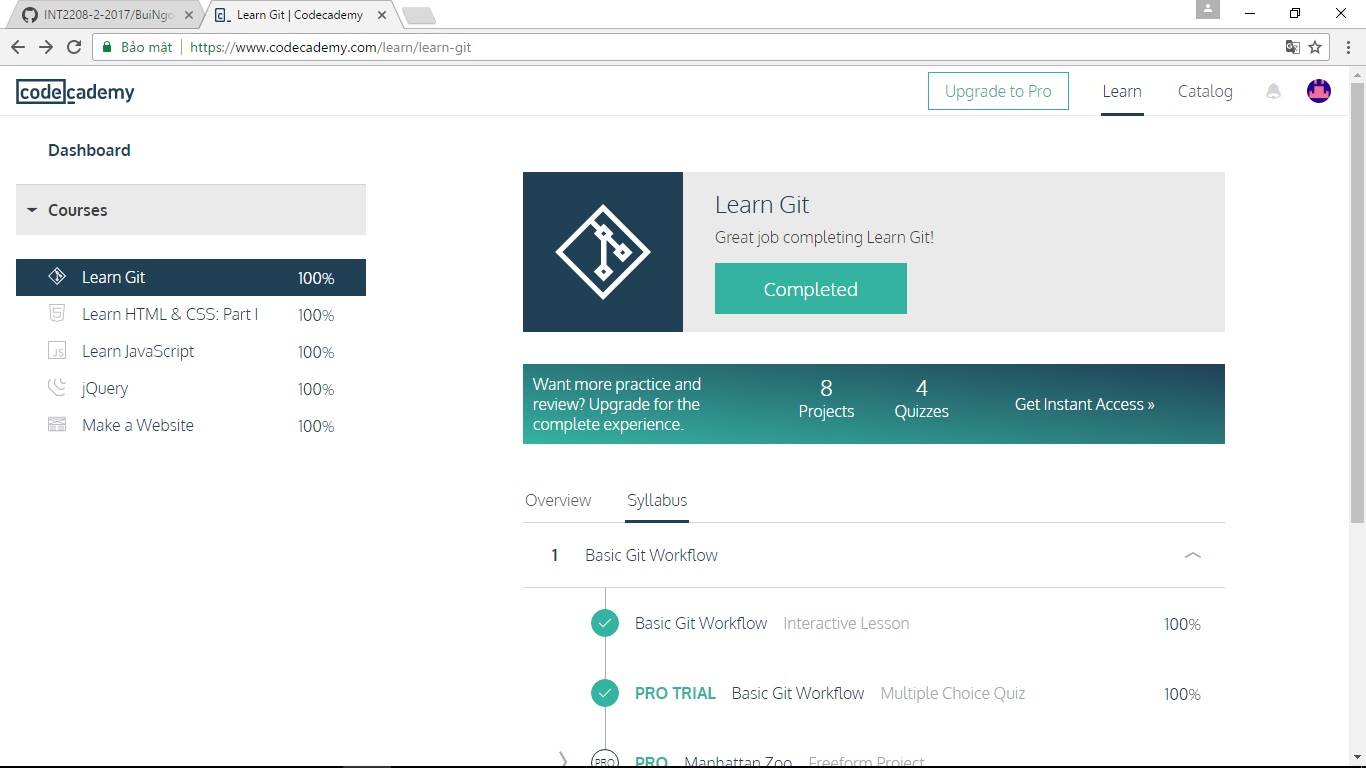 INT2208-2-2017/BuiNgo
Learn Git | Codecademy
Bảo mật
https://www.codecademy.com/learn/learn-git
codecademy
Upgrade to Pro
Learn
Catalog
Dashboard
Courses
Learn Git 100%
Learn HTML & CSS: Part I 100%
JS Learn JavaScript 100%
jQuery 100%
Make a Website 100%
Learn Git
Great job completing Learn Git!
Completed
Want more practice and
review? Upgrade for the
complete experience.
8
Projects
4
Quizzes
Get Instant Access »
Overview
Syllabus
1 Basic Git Workflow
Basic Git Workflow Interactive Lesson 100%
PRO TRIAL Basic Git Workflow Multiple Choice Quiz 100%
PRO PRO Manhattan Zoo Freeform Project